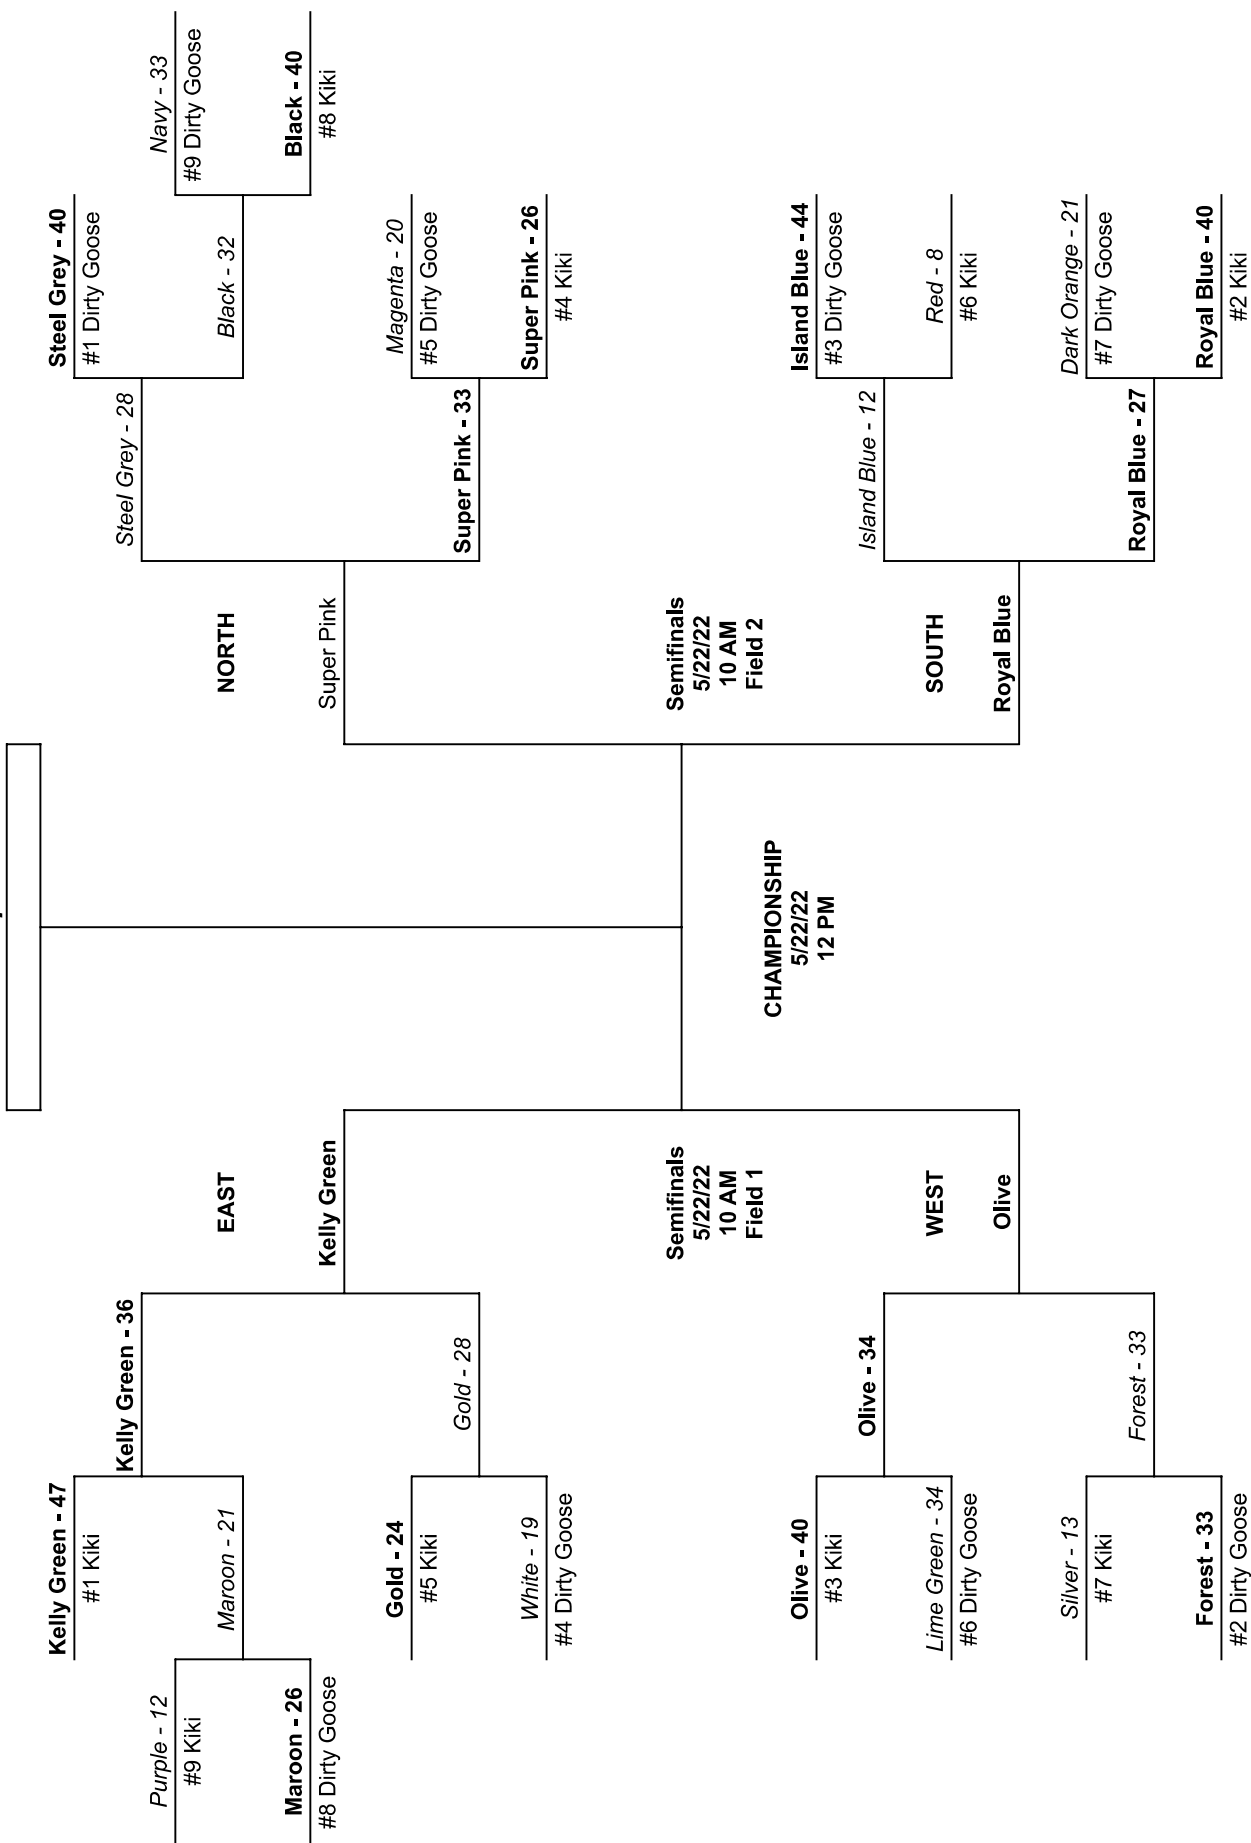 Purple - 12
#9 Kiki
Maroon - 26
#8 Dirty Goose
Kelly Green - 47
#1 Kiki
Maroon - 21
Gold - 24
#5 Kiki
White - 19
#4 Dirty Goose
Olive - 40
#3 Kiki
Lime Green - 34
#6 Dirty Goose
Silver - 13
#7 Kiki
Forest - 33
#2 Dirty Goose
Kelly Green - 36
Gold - 28
Olive - 34
Forest - 33
EAST
Kelly Green
Semifinals
5/22/22
10 AM
Field 1
WEST
Olive
CHAMPIONSHIP
5/22/22
12 PM
NORTH
Super Pink
Semifinals
5/22/22
10 AM
Field 2
SOUTH
Royal Blue
Steel Grey - 28
Super Pink - 33
Island Blue - 12
Royal Blue - 27
Steel Grey - 40
#1 Dirty Goose
Black - 32
Magenta - 20
#5 Dirty Goose
Super Pink - 26
#4 Kiki
Island Blue - 44
#3 Dirty Goose
Red - 8
#6 Kiki
Dark Orange - 21
#7 Dirty Goose
Royal Blue - 40
#2 Kiki
Navy - 33
#9 Dirty Goose
Black - 40
#8 Kiki